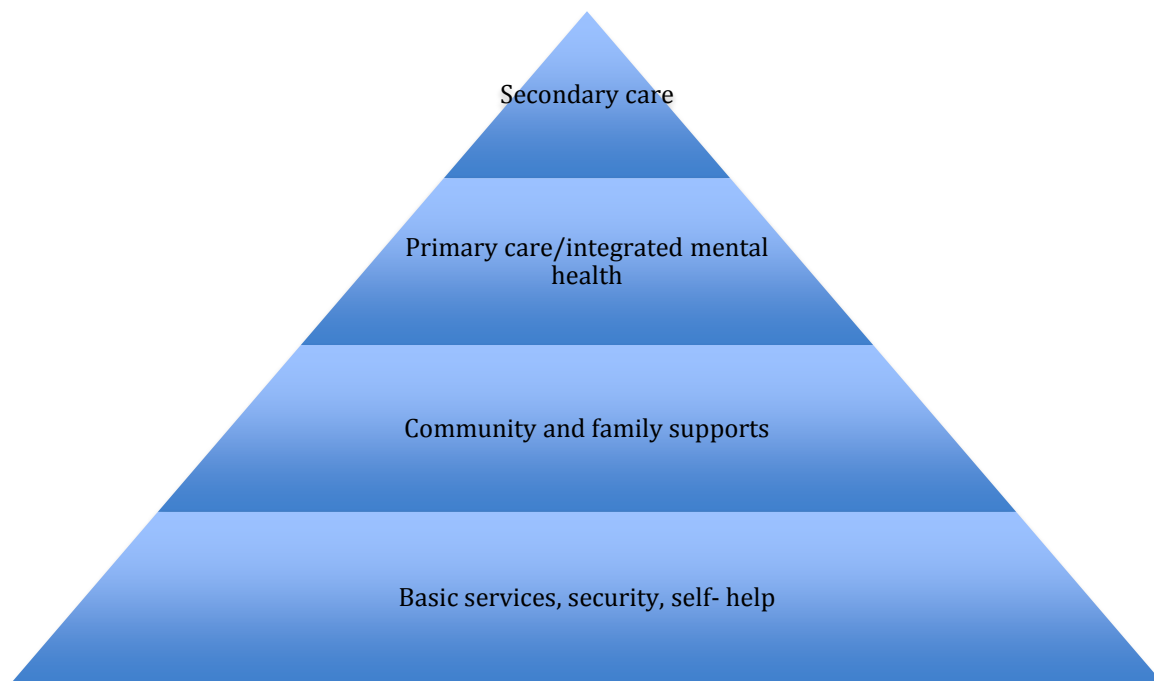 Secondary care
Primary care/integrated mental
health
Community and family supports
Basic services, security, self- help